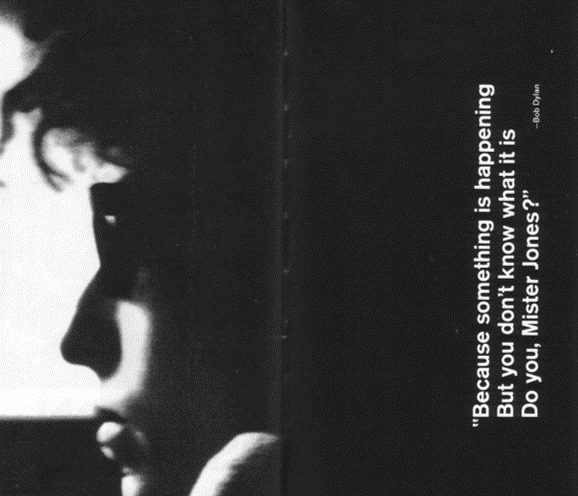 "Because something is happening
But you don't know what it is
Do you, Mister Jones?"
—Bob Dylan